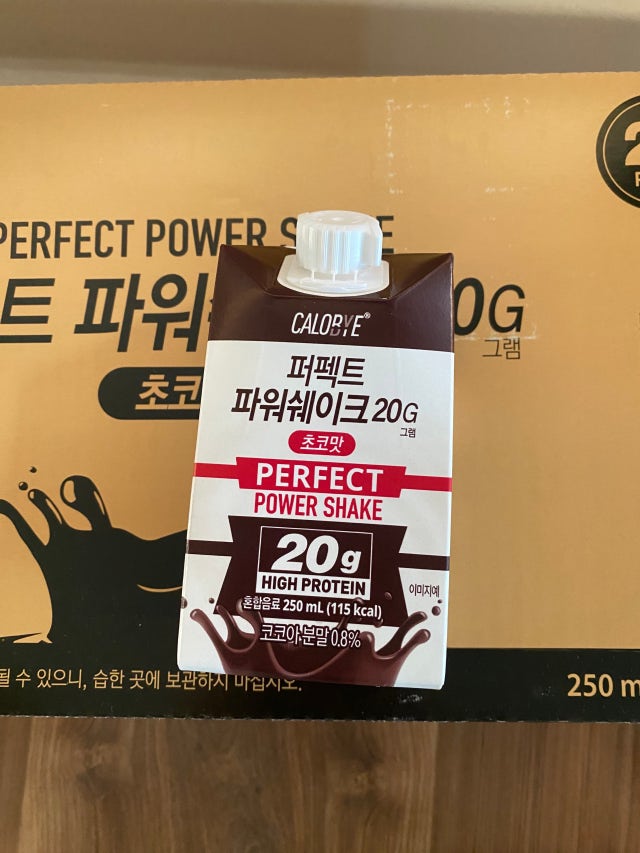 PERFECT POWER S E
트 파워 20G
그램
초코
CALOBYE®
퍼펙트
파워쉐이크 20G
그램
초코맛
PERFECT
POWER SHAKE
20g
HIGH PROTEIN
이미지예
혼합음료 250 mL (115 kcal)
코코아분말 0.8%
될 수 있으니, 습한 곳에 보관하지 마십시오.
250 m